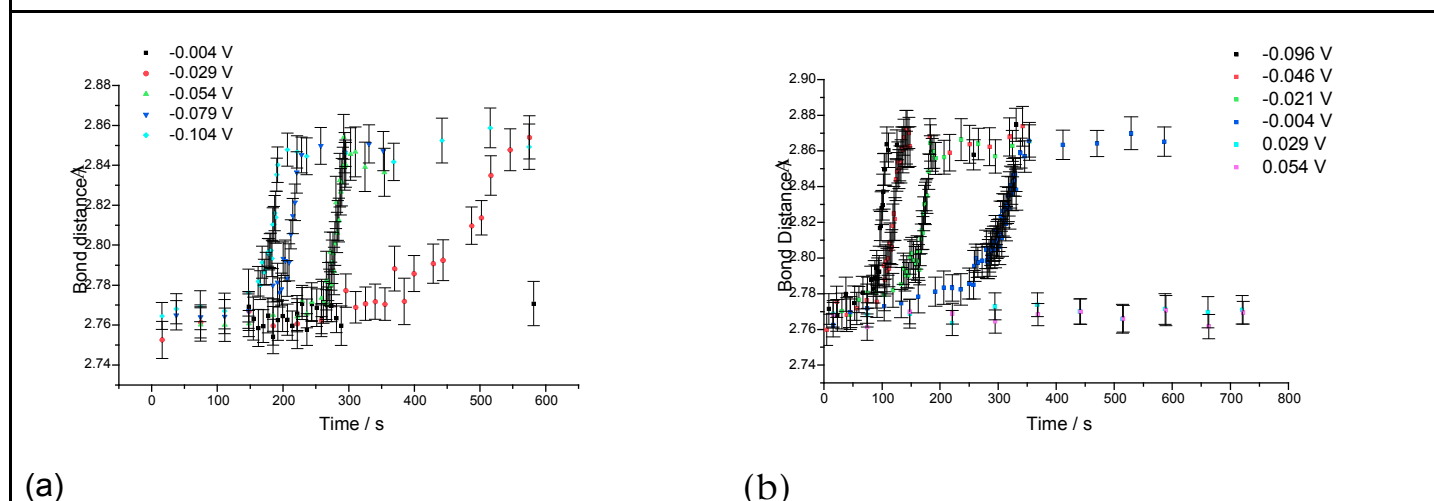 -0.004 V
-0.029 V
-0.054 V
-0.079 V
-0.104 V
2.88
2.86
2.84
2.82
2.80
2.78
2.76
2.74
Bond distance/Å
0 100 200 300 400 500 600
Time / s
(a)
-0.096 V
-0.046 V
-0.021 V
-0.004 V
0.029 V
0.054 V
2.90
2.88
2.86
2.84
2.82
2.80
2.78
2.76
2.74
Bond Distance/Å
0 100 200 300 400 500 600 700 800
Time / s
(b)